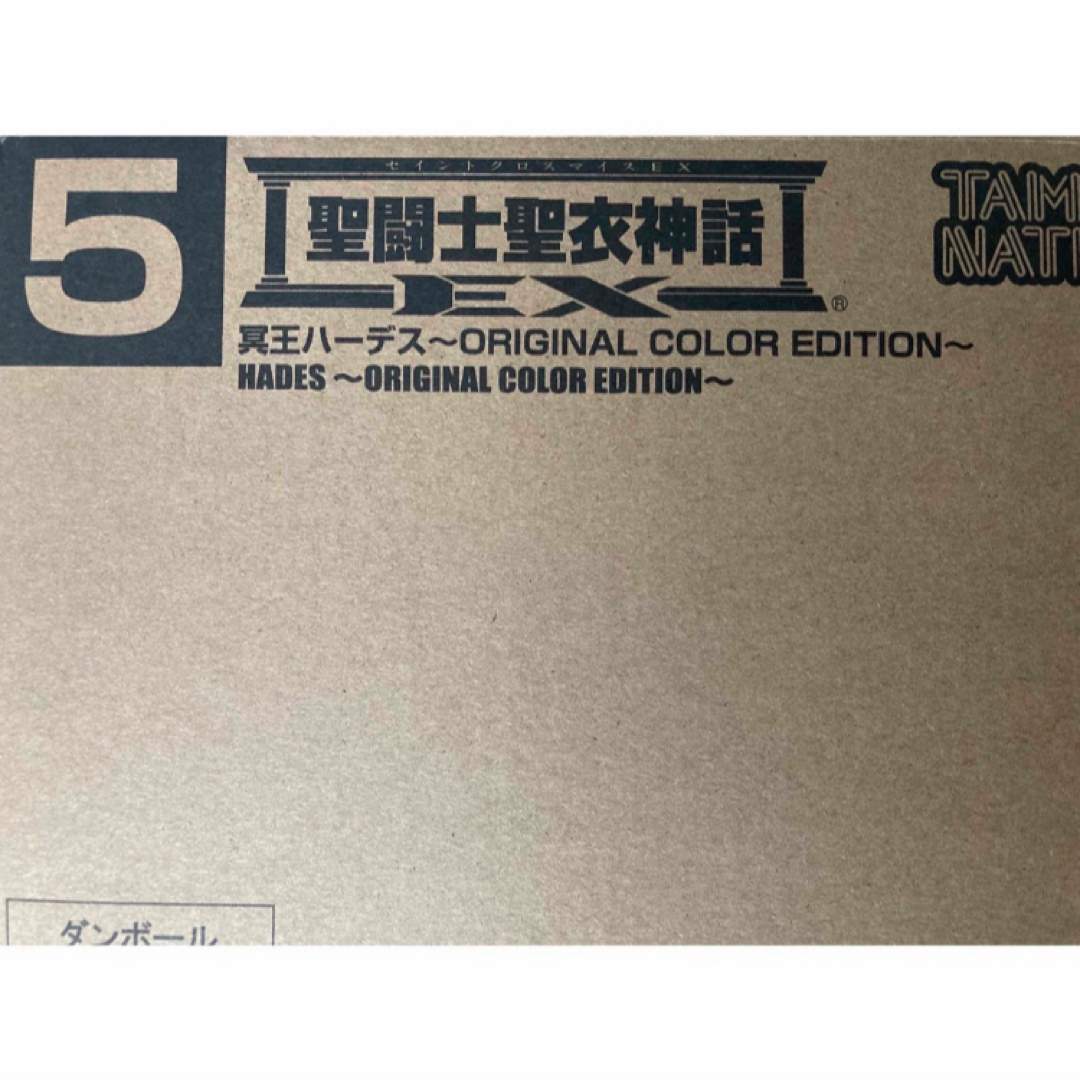 5
セイントクロスマイスEX
聖闘士聖衣神話
EX®
冥王ハーデス~ORIGINAL COLOR EDITION~
HADES ~ORIGINAL COLOR EDITION~
TAM
NATI
ダンボール